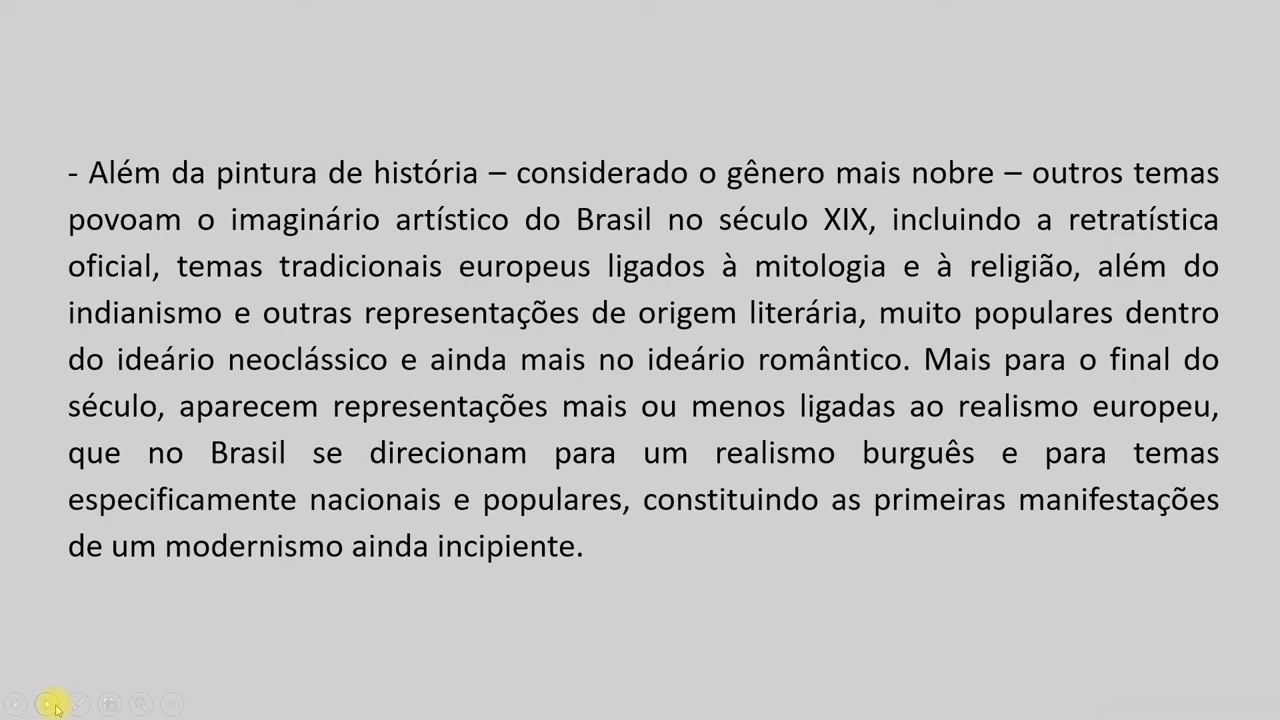 - Além da pintura de história – considerado o gênero mais nobre – outros temas
povoam o imaginário artístico do Brasil no século XIX, incluindo a retratística
oficial, temas tradicionais europeus ligados à mitologia e à religião, além do
indianismo e outras representações de origem literária, muito populares dentro
do ideário neoclássico e ainda mais no ideário romântico. Mais para o final do
século, aparecem representações mais ou menos ligadas ao realismo europeu,
que no Brasil se direcionam para um realismo burguês e para temas
especificamente nacionais e populares, constituindo as primeiras manifestações
de um modernismo ainda incipiente.